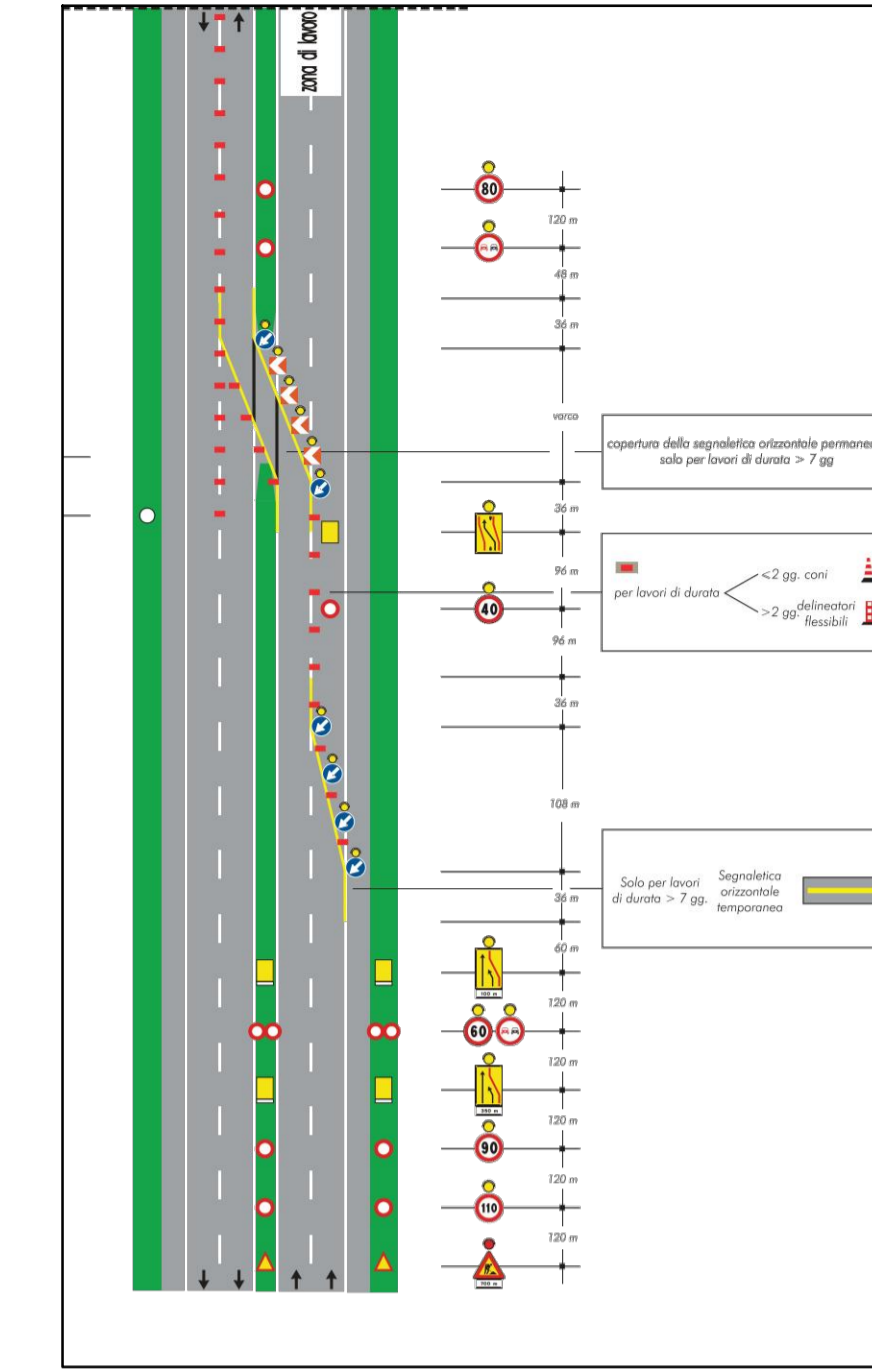 zona di lavoro
80
120 m
48 m
36 m
varco
copertura della segnaletica orizzontale permane
solo per lavori di durata > 7 gg
36 m
96 m
per lavori di durata
<2 gg. coni
>2 gg. delineatori
flessibili
40
96 m
36 m
108 m
Solo per lavori
di durata > 7 gg.
Segnaletica
orizzontale
temporanea
36 m
60 m
120 m
60
120 m
120 m
90
120 m
110
120 m